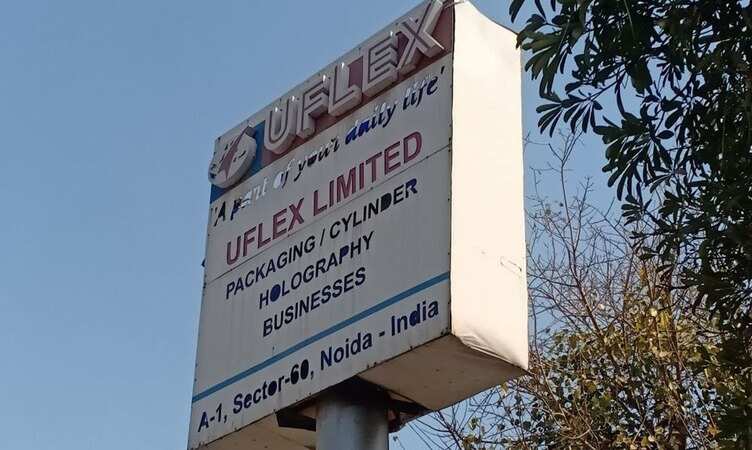 UFLEX
'A part of your daily life'
UFLEX LIMITED
PACKAGING / CYLINDER
HOLOGRAPHY
BUSINESSES
A-1, Sector-60, Noida - India